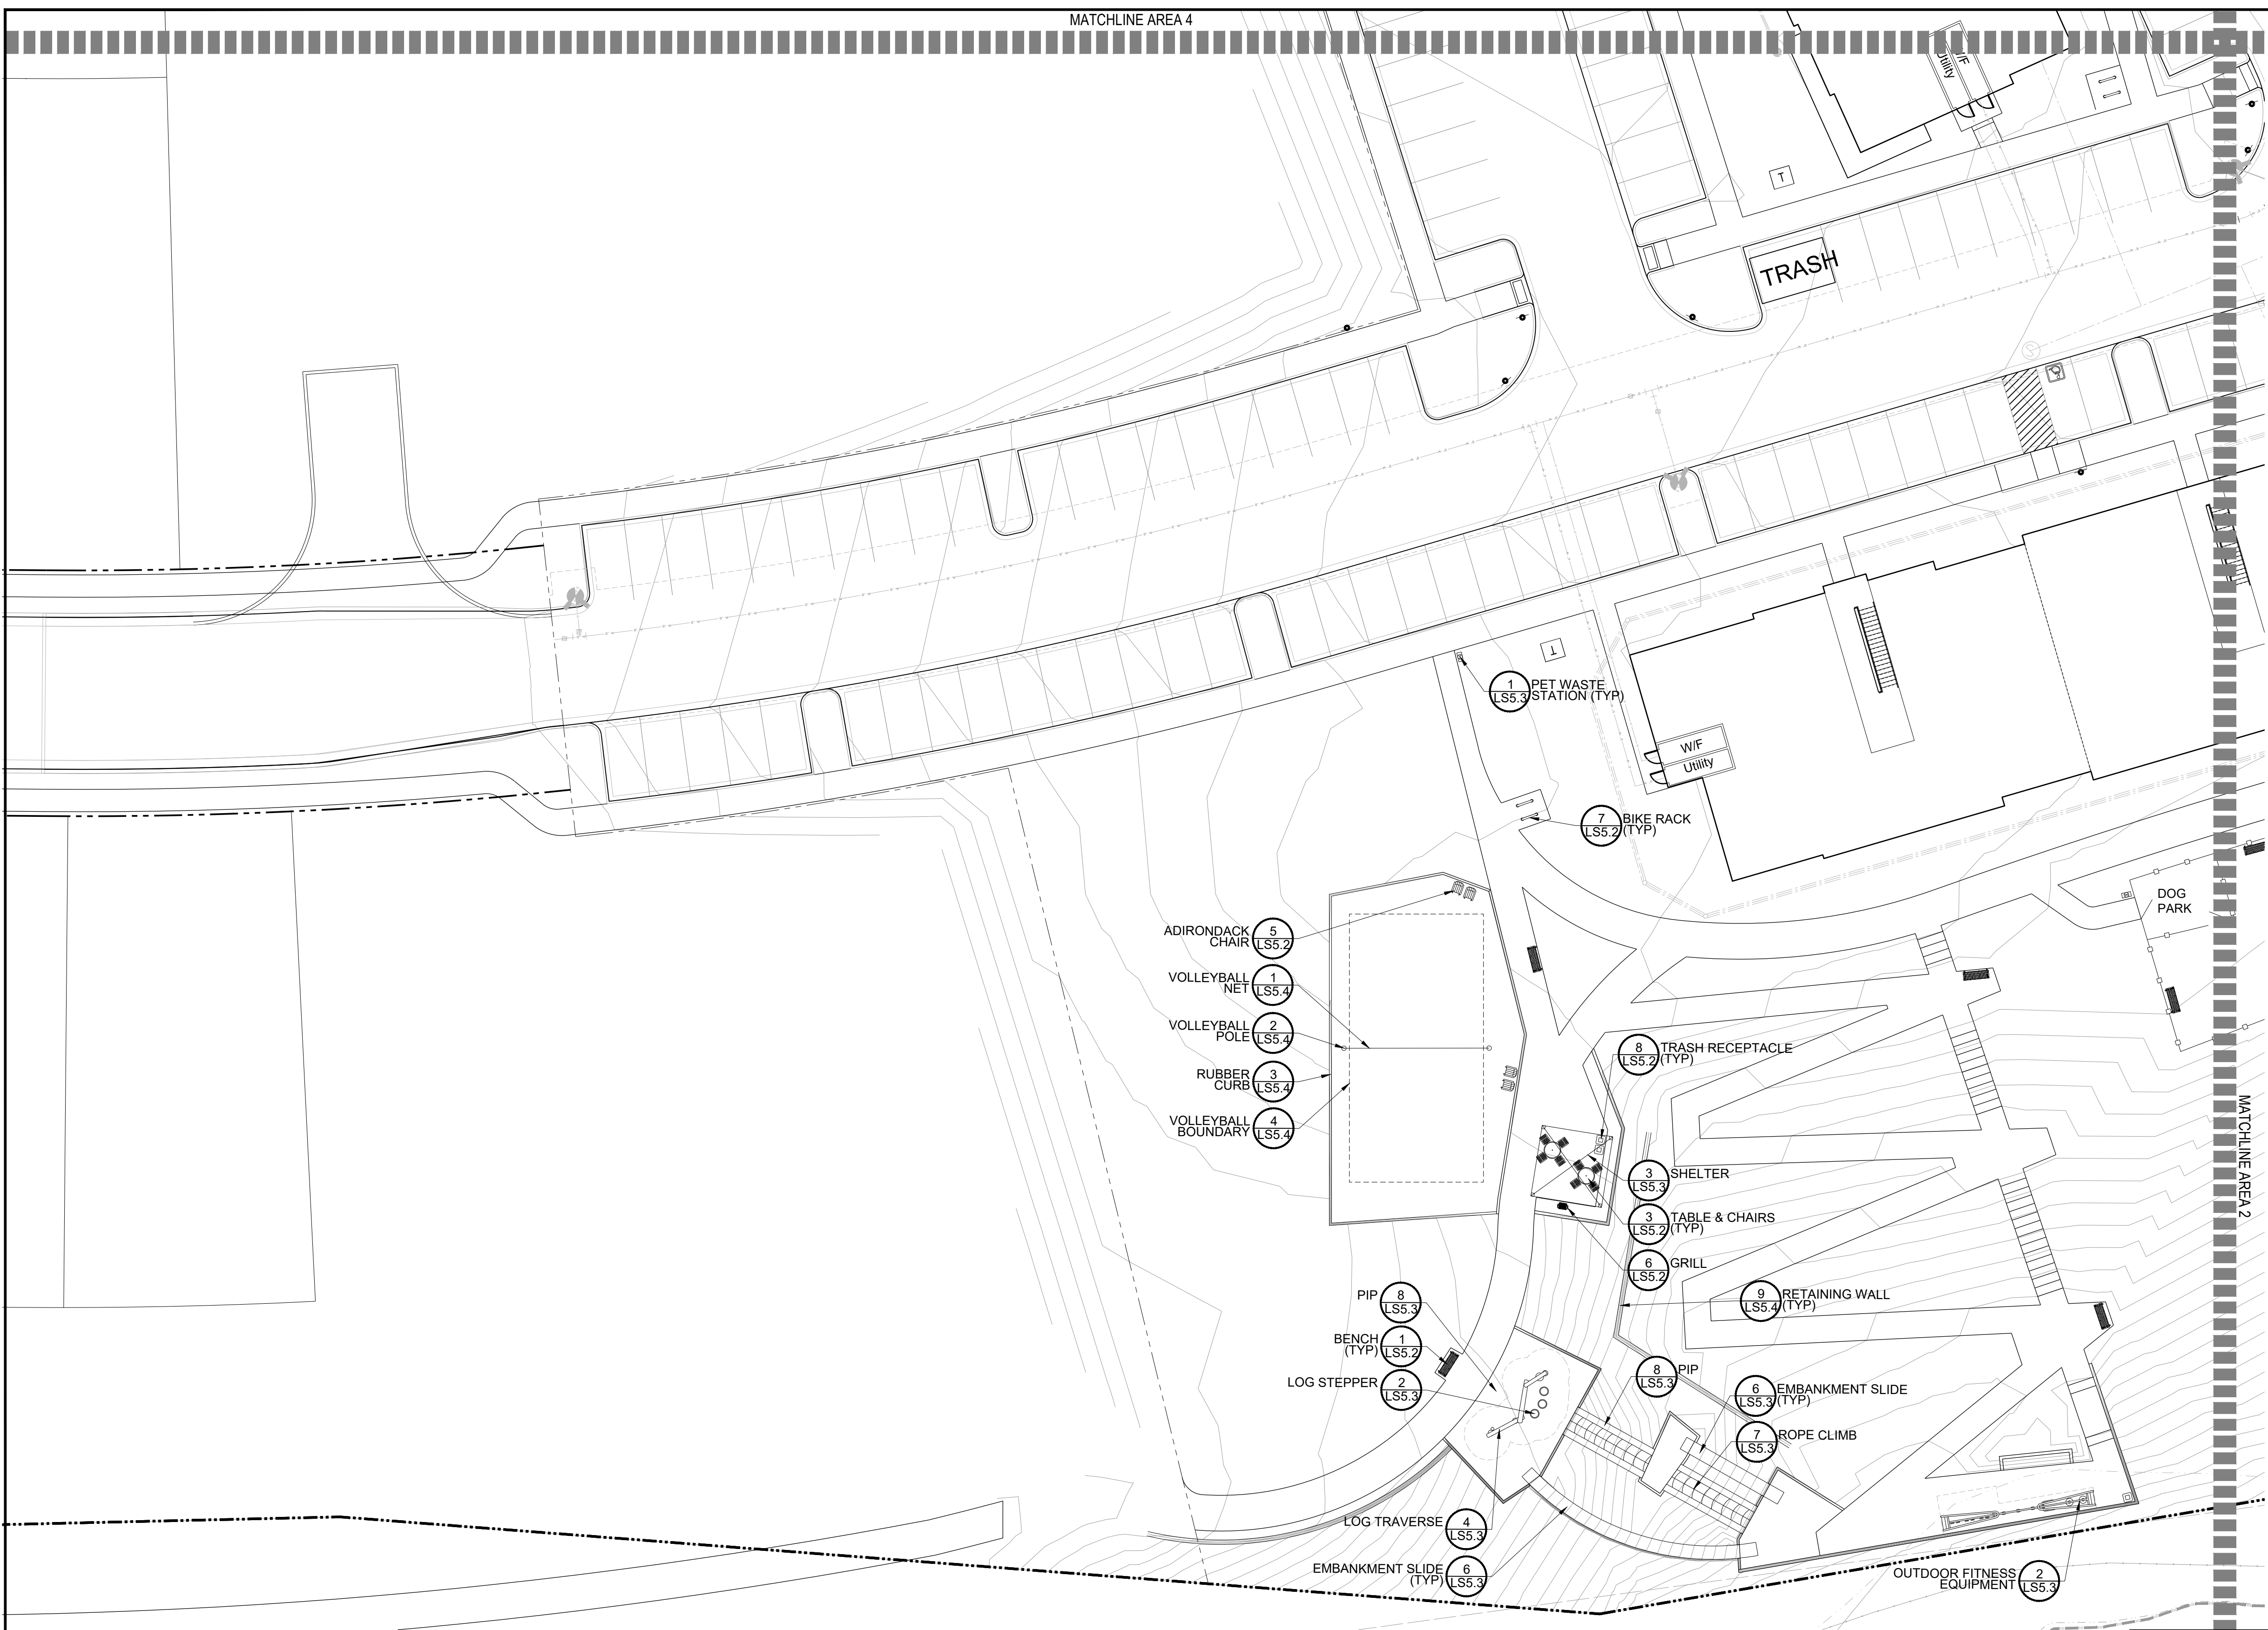 MATCHLINE AREA 4
W/F
Utility
T
TRASH
T
1
LS5.3
PET WASTE
STATION (TYP)
W/F
Utility
7
LS5.2
BIKE RACK
(TYP)
DOG
PARK
ADIRONDACK
CHAIR
5
LS5.2
VOLLEYBALL
NET
1
LS5.4
VOLLEYBALL
POLE
2
LS5.4
RUBBER
CURB
3
LS5.4
VOLLEYBALL
BOUNDARY
4
LS5.4
8
LS5.2
TRASH RECEPTACLE
(TYP)
3
LS5.3
SHELTER
3
LS5.2
TABLE & CHAIRS
(TYP)
6
LS5.2
GRILL
9
LS5.4
RETAINING WALL
(TYP)
MATCHLINE AREA 2
PIP
8
LS5.3
BENCH
(TYP)
1
LS5.2
LOG STEPPER
2
LS5.3
8
LS5.3
PIP
6
LS5.3
EMBANKMENT SLIDE
(TYP)
7
LS5.3
ROPE CLIMB
LOG TRAVERSE
4
LS5.3
EMBANKMENT SLIDE
(TYP)
6
LS5.3
OUTDOOR FITNESS
EQUIPMENT
2
LS5.3